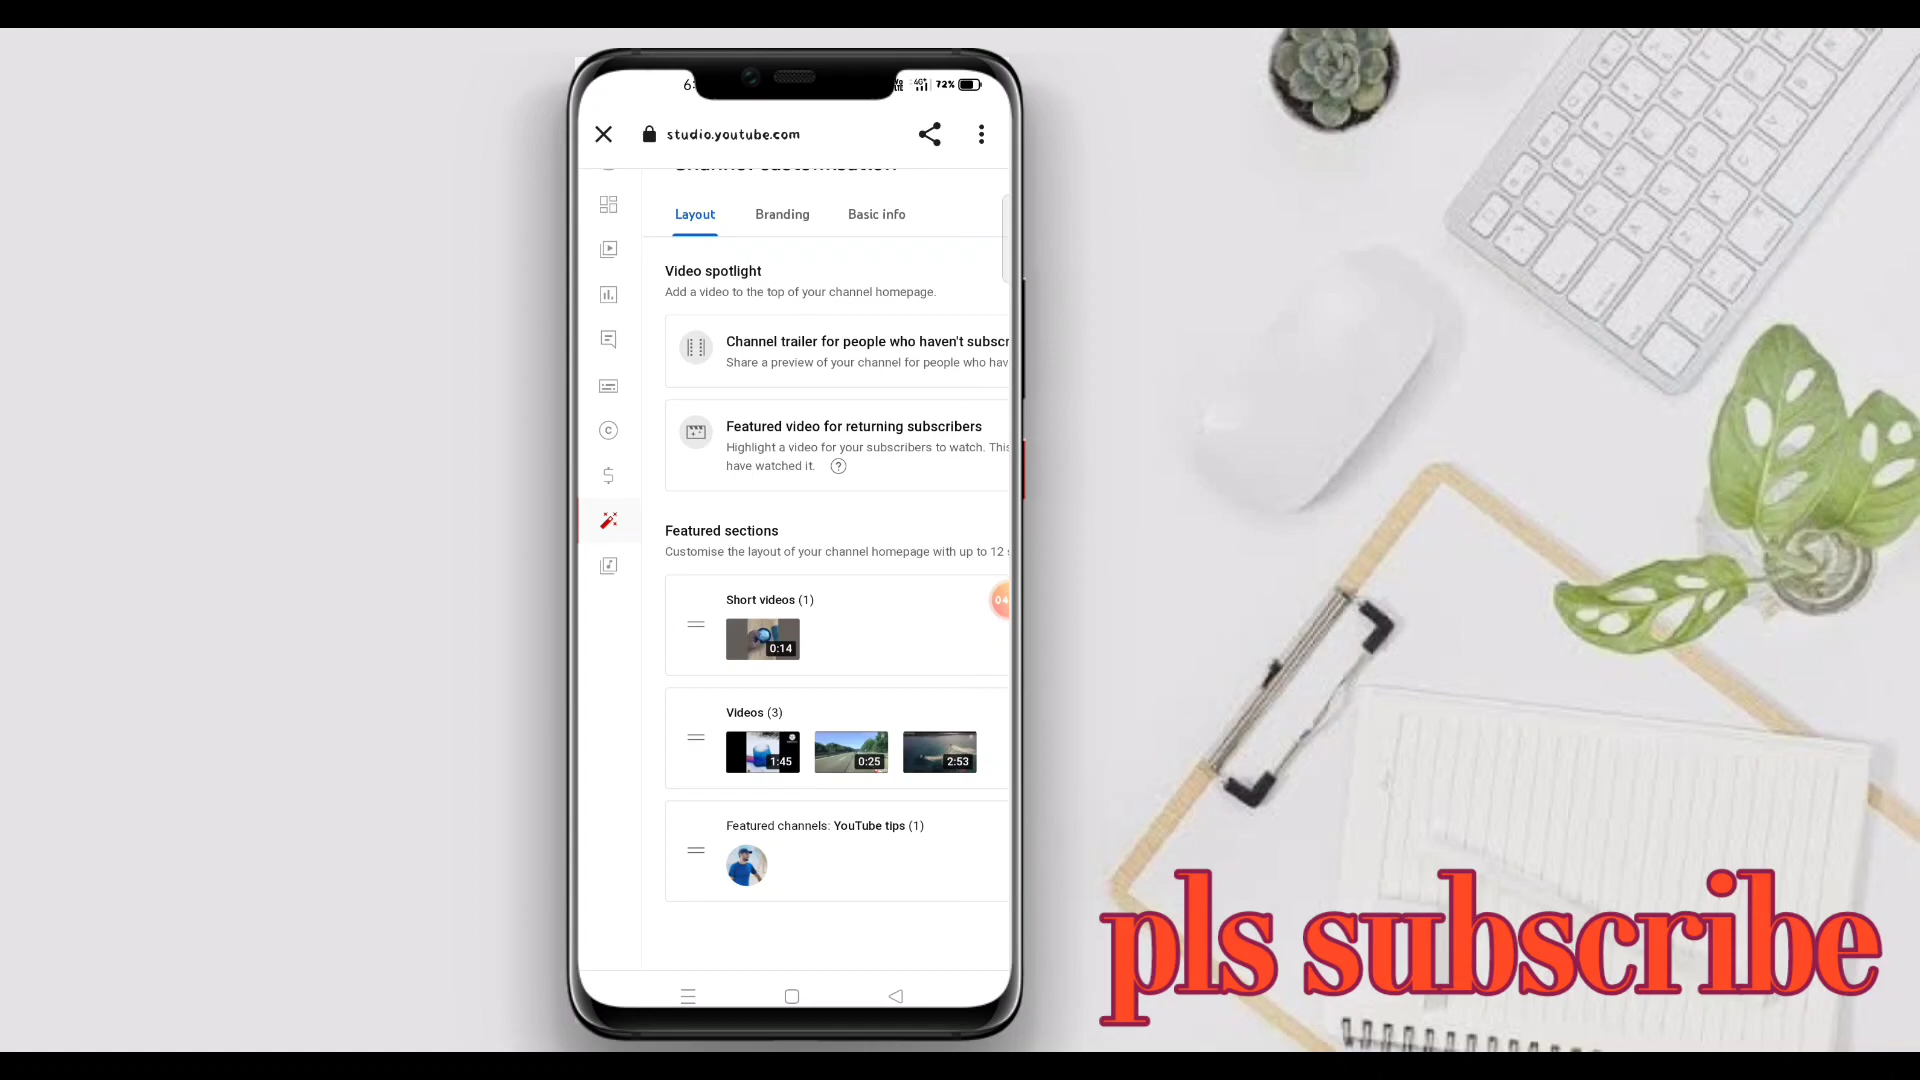 72%
studio.youtube.com
Channel customisation
Layout Branding Basic info
Video spotlight
Add a video to the top of your channel homepage.
Channel trailer for people who haven't subscr
Share a preview of your channel for people who hav
Featured video for returning subscribers
Highlight a video for your subscribers to watch. This
have watched it. ?
Featured sections
Customise the layout of your channel homepage with up to 12 s
Short videos (1)
04
0:14
Videos (3)
1:45 0:25 2:53
Featured channels: YouTube tips (1)
pls subscribe